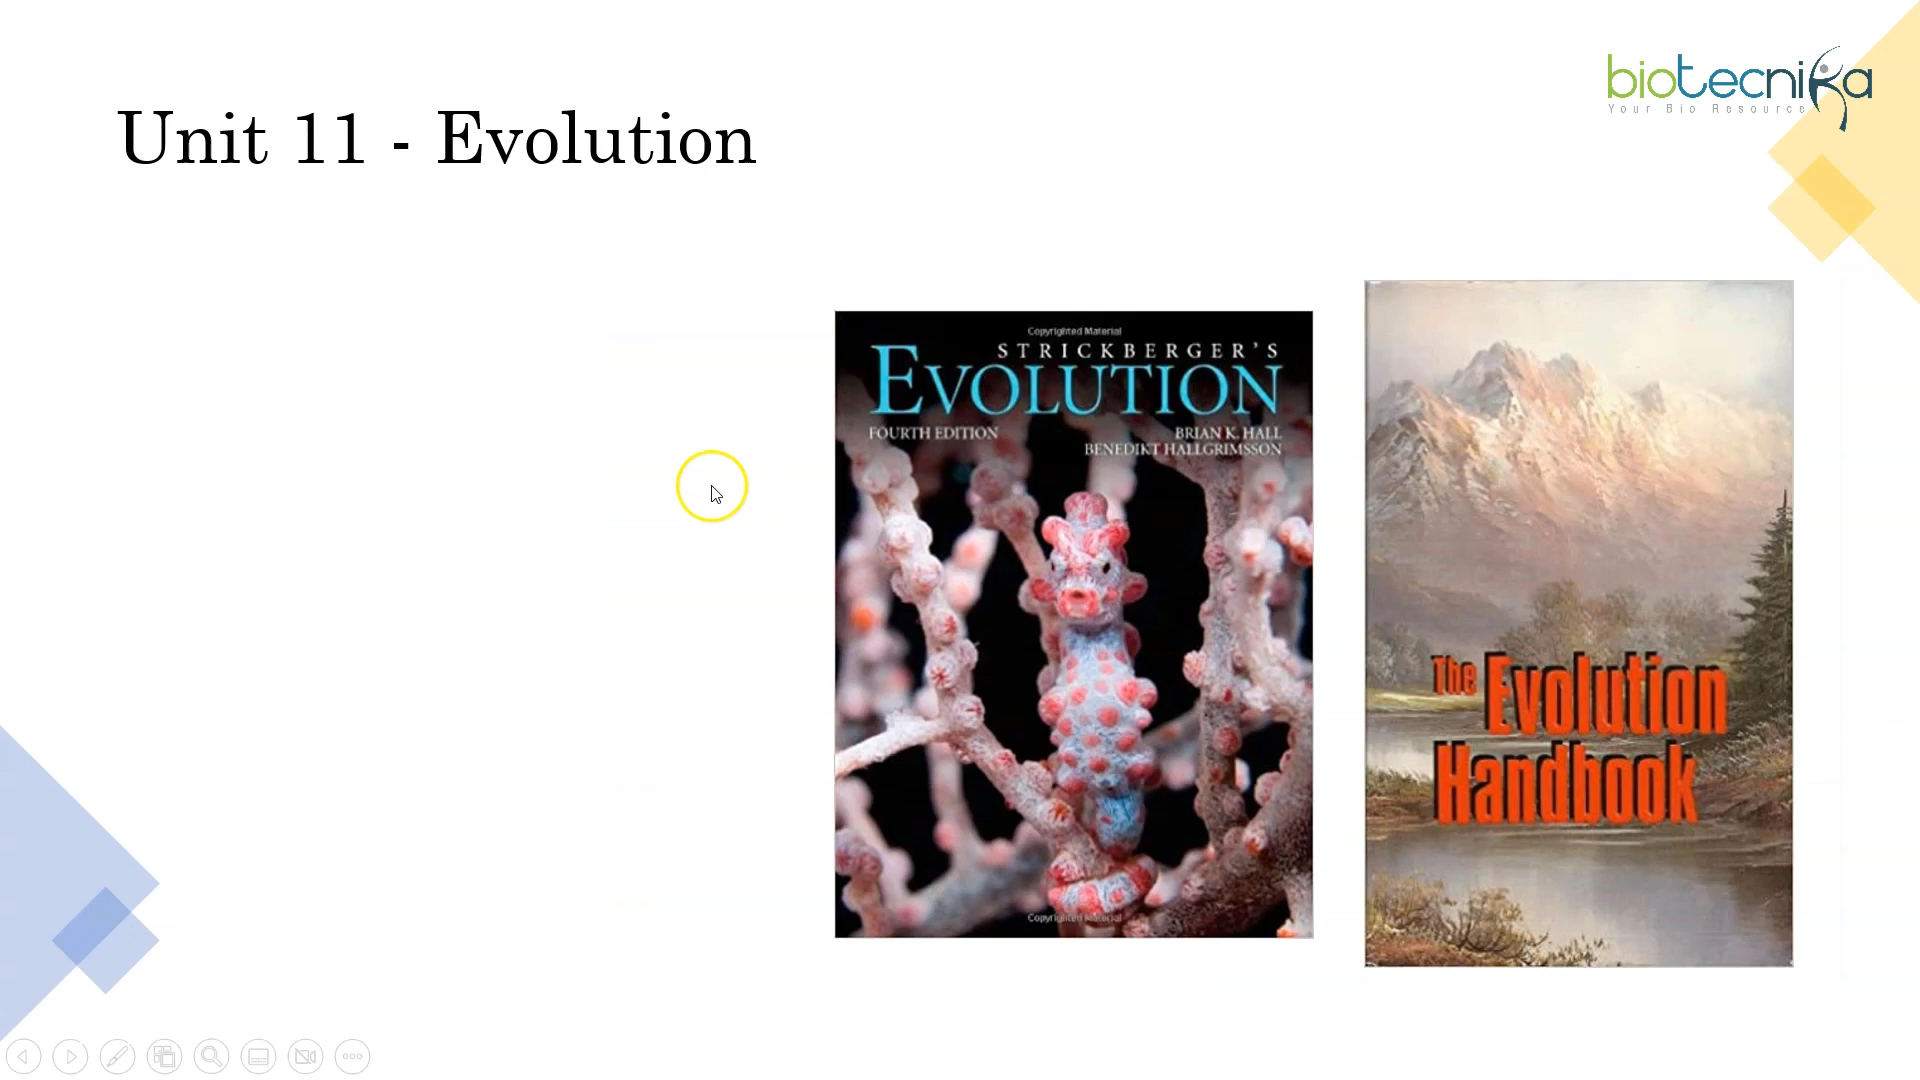 biotecnika
Your Bio Resource
Unit 11 - Evolution
Copyrighted Material
STRICKBERGER'S
EVOLUTION
FOURTH EDITION
BRIAN K. HALL
BENEDIKT HALLGRIMSSON
Copyrighted Material
The Evolution
Handbook